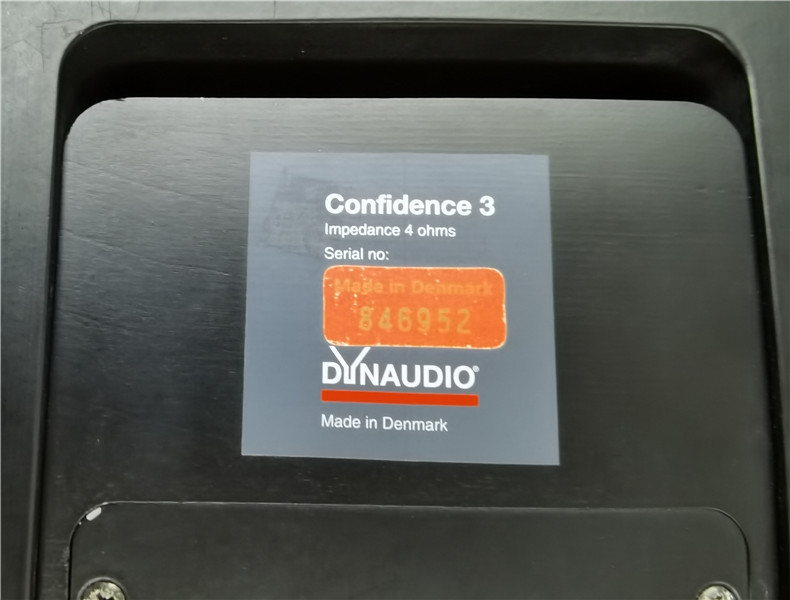 Confidence 3
Impedance 4 ohms
Serial no:
Made in Denmark
846952
DYNAUDIO®
Made in Denmark